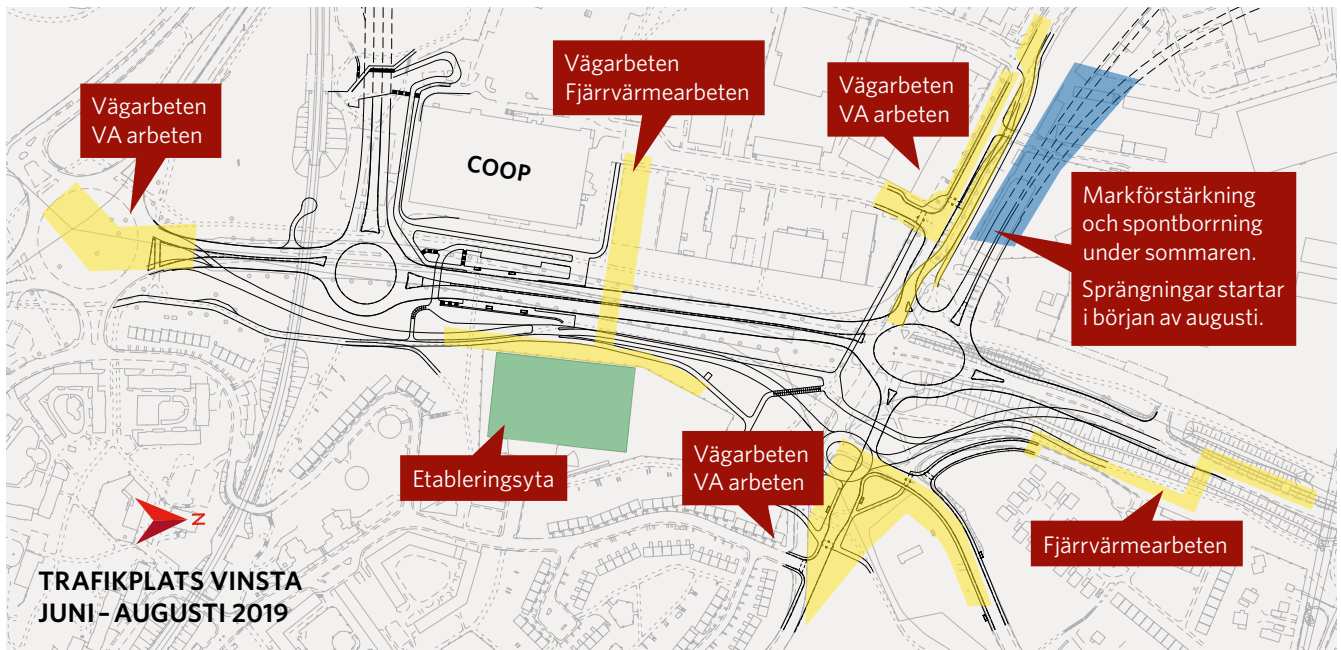 Vägarbeten
VA arbeten
Vägarbeten
Fjärrvärmearbeten
Vägarbeten
VA arbeten
COOP
Markförstärkning
och spontborrning
under sommaren.
Sprängningar startar
i början av augusti.
Etableringsyta
Vägarbeten
VA arbeten
Fjärrvärmearbeten
N
TRAFIKPLATS VINSTA
JUNI – AUGUSTI 2019